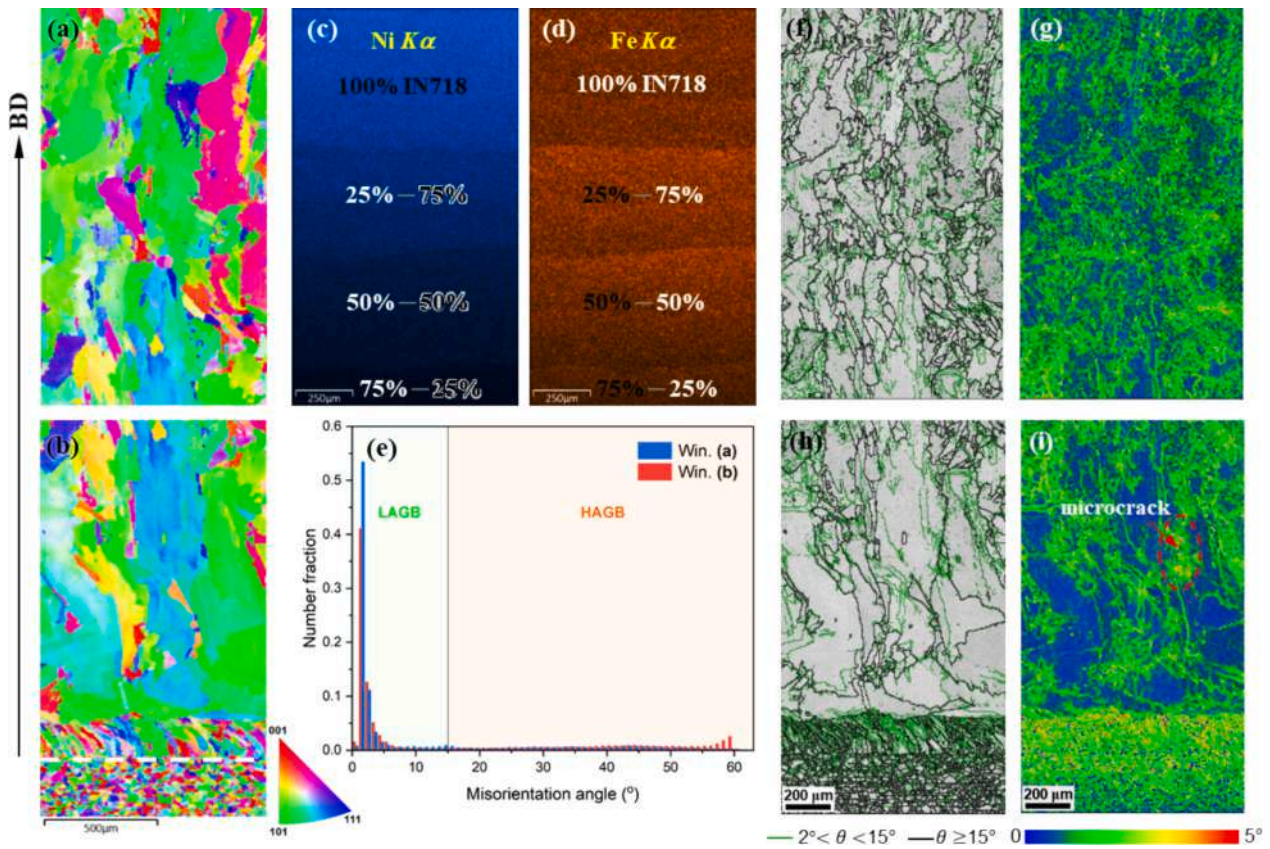 (a)
BD
(c)
Ni Kα
100% IN718
25%—75%
50%—50%
75%—25%
250μm
(d)
Fe Kα
100% IN718
25%—75%
50%—50%
75%—25%
250μm
(f)
(g)
(b)
001
101
111
500μm
(e)
Win. (a)
Win. (b)
LAGB
HAGB
Number fraction
0.6
0.5
0.4
0.3
0.2
0.1
0.0
0 10 20 30 40 50 60
Misorientation angle (°)
(h)
200 μm
(i)
microcrack
200 μm
2°< θ <15°
θ ≥15°
0
5°